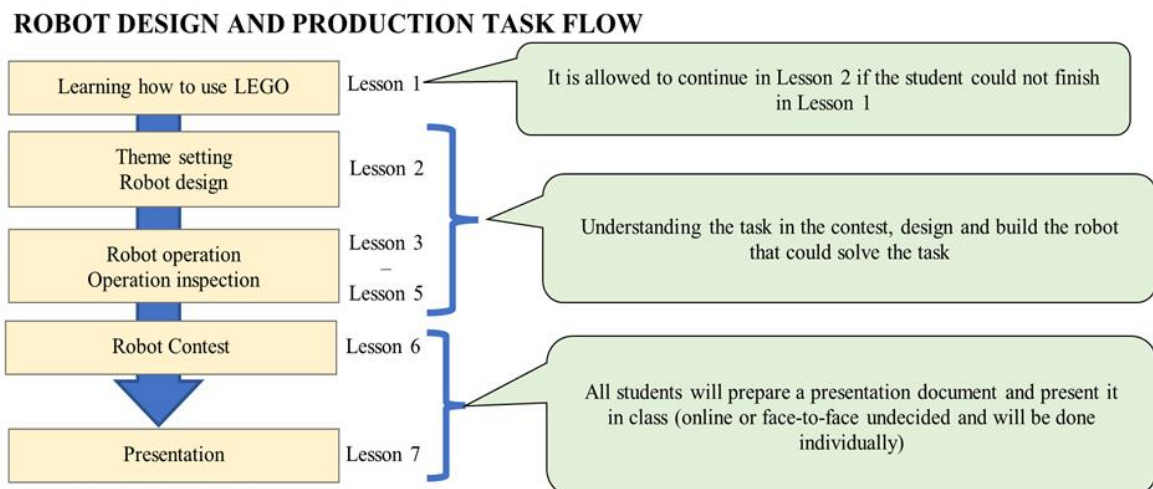 ROBOT DESIGN AND PRODUCTION TASK FLOW
Learning how to use LEGO
Lesson 1
It is allowed to continue in Lesson 2 if the student could not finish
in Lesson 1
Theme setting
Robot design
Lesson 2
Understanding the task in the contest, design and build the robot
that could solve the task
Robot operation
Operation inspection
Lesson 3
–
Lesson 5
Robot Contest
Lesson 6
All students will prepare a presentation document and present it
in class (online or face-to-face undecided and will be done
individually)
Presentation
Lesson 7